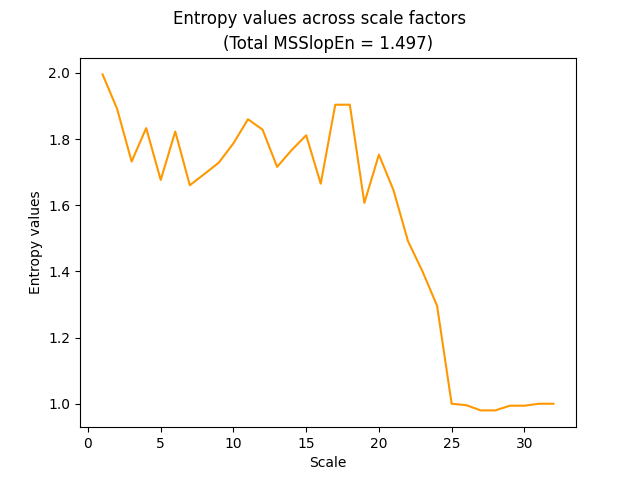 Entropy values across scale factors
(Total MSSlopEn = 1.497)
2.0
1.8
1.6
1.4
1.2
1.0
Entropy values
0 5 10 15 20 25 30
Scale